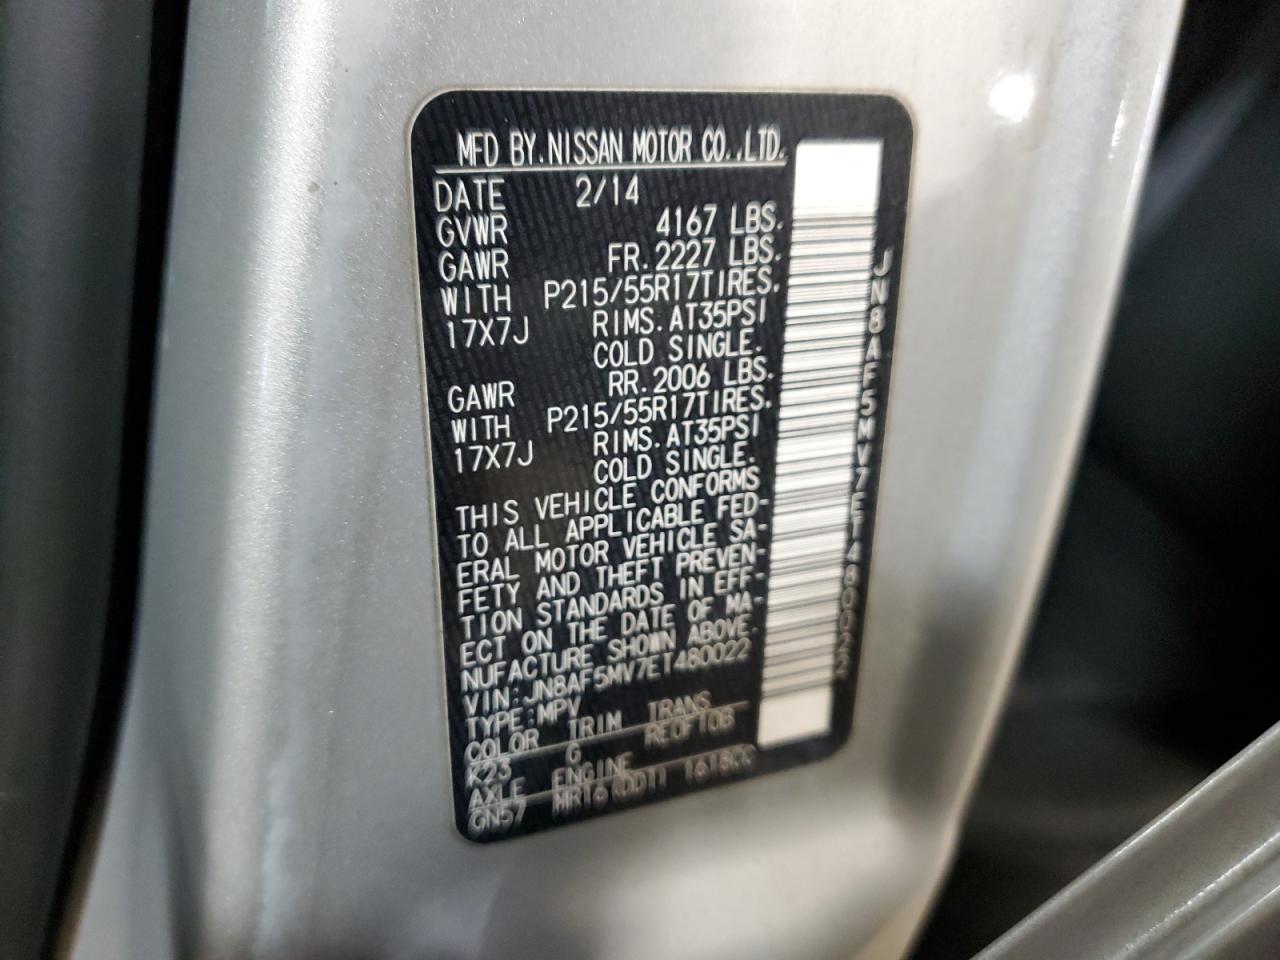 MFD BY.NISSAN MOTOR CO.,LTD.
DATE 2/14
GVWR 4167 LBS.
GAWR FR.2227 LBS.
WITH P215/55R17TIRES.
17X7J RIMS.AT35PSI
COLD SINGLE.
GAWR RR.2006 LBS.
WITH P215/55R17TIRES.
17X7J RIMS.AT35PSI
COLD SINGLE.
THIS VEHICLE CONFORMS
TO ALL APPLICABLE FED-
ERAL MOTOR VEHICLE SA-
FETY AND THEFT PREVEN-
TION STANDARDS IN EFF-
ECT ON THE DATE OF MA-
NUFACTURE SHOWN ABOVE.
VIN:JN8AF5MV7ET480022
TYPE:MPV
COLOR TRIM TRANS
K23 G RE0F10B
AXLE ENGINE
GN57 MR16(DDT) 1618CC
JN8AF5MV7ET480022